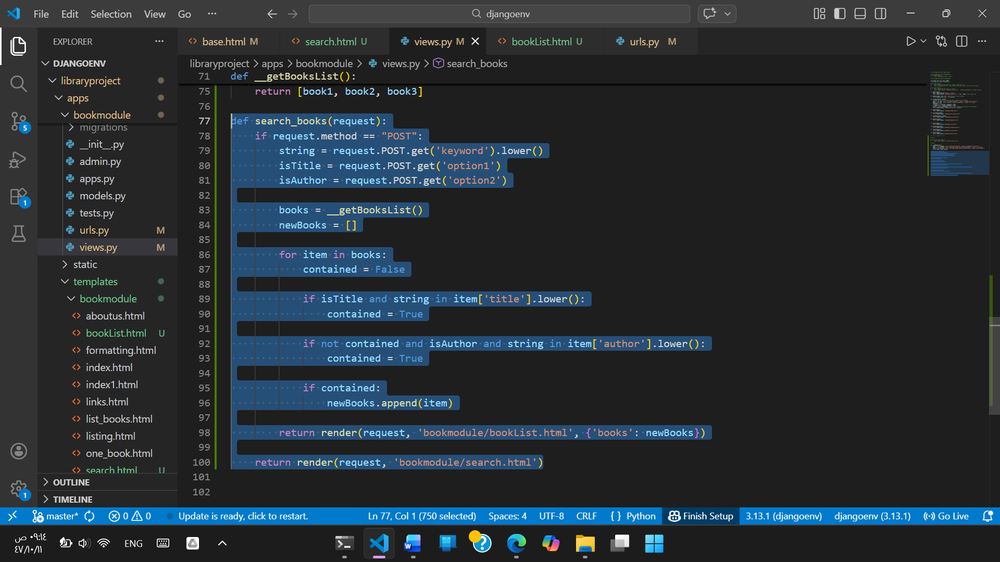 File Edit Selection View Go ···
djangoenv
EXPLORER ···
DJANGOENV
libraryproject
apps
bookmodule
migrations
__init__.py
admin.py
apps.py
models.py
tests.py
urls.py M
views.py M
static
templates
bookmodule
aboutus.html
bookList.html U
formatting.html
index.html
index1.html
links.html
list_books.html
listing.html
one_book.html
search.html U
OUTLINE
TIMELINE
5
1
1
base.html M search.html U views.py M bookList.html U urls.py M
libraryproject > apps > bookmodule > views.py > search_books
71 def __getBooksList():
75 return [book1, book2, book3]
76
77 def search_books(request):
78 if request.method == "POST":
79 string = request.POST.get('keyword').lower()
80 isTitle = request.POST.get('option1')
81 isAuthor = request.POST.get('option2')
82
83 books = __getBooksList()
84 newBooks = []
85
86 for item in books:
87 contained = False
88
89 if isTitle and string in item['title'].lower():
90 contained = True
91
92 if not contained and isAuthor and string in item['author'].lower():
93 contained = True
94
95 if contained:
96 newBooks.append(item)
97
98 return render(request, 'bookmodule/bookList.html', {'books': newBooks})
99
100 return render(request, 'bookmodule/search.html')
101
102
master* 0 0 Update is ready, click to restart. Ln 77, Col 1 (750 selected) Spaces: 4 UTF-8 CRLF { } Python Finish Setup 3.13.1 (djangoenv) djangoenv (3.13.1) Go Live
٠٩:١٤ ص
٤٧/١٠/١١
ENG